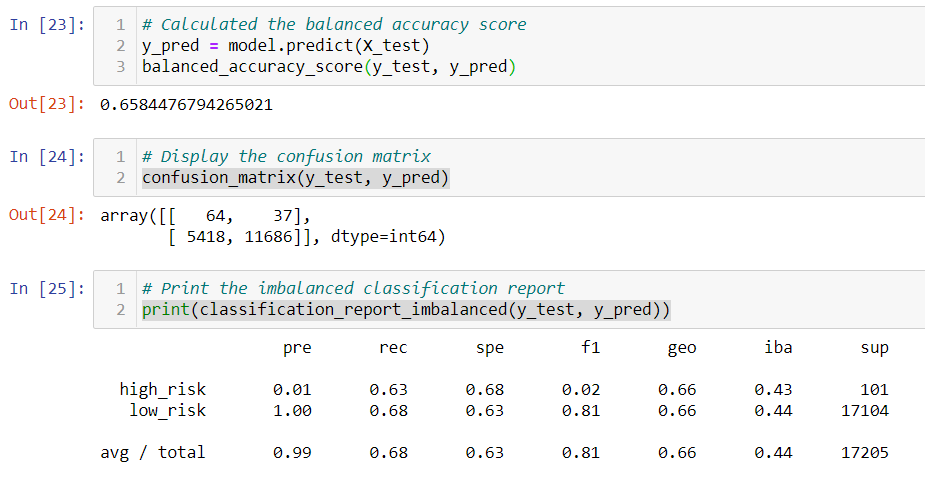 In [23]: 1 # Calculated the balanced accuracy score
2 y_pred = model.predict(X_test)
3 balanced_accuracy_score(y_test, y_pred)
Out[23]: 0.6584476794265021
In [24]: 1 # Display the confusion matrix
2 confusion_matrix(y_test, y_pred)
Out[24]: array([[   64,    37],
       [ 5418, 11686]], dtype=int64)
In [25]: 1 # Print the imbalanced classification report
2 print(classification_report_imbalanced(y_test, y_pred))
pre rec spe f1 geo iba sup
high_risk 0.01 0.63 0.68 0.02 0.66 0.43 101
low_risk 1.00 0.68 0.63 0.81 0.66 0.44 17104
avg / total 0.99 0.68 0.63 0.81 0.66 0.44 17205